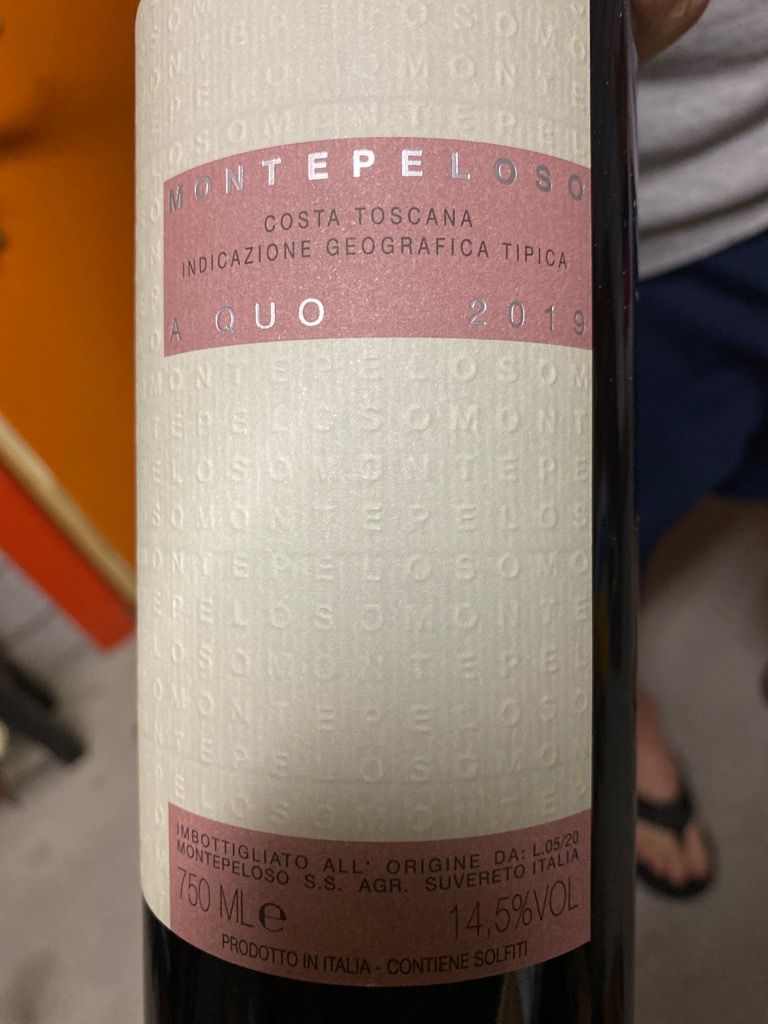 MONTEPELOSO
COSTA TOSCANA
INDICAZIONE GEOGRAFICA TIPICA
A QUO 2019
IMBOTTIGLIATO ALL' ORIGINE DA: L.05/20
MONTEPELOSO S.S. AGR. SUVERETO ITALIA
750 ML e 14,5%VOL
PRODOTTO IN ITALIA - CONTIENE SOLFITI